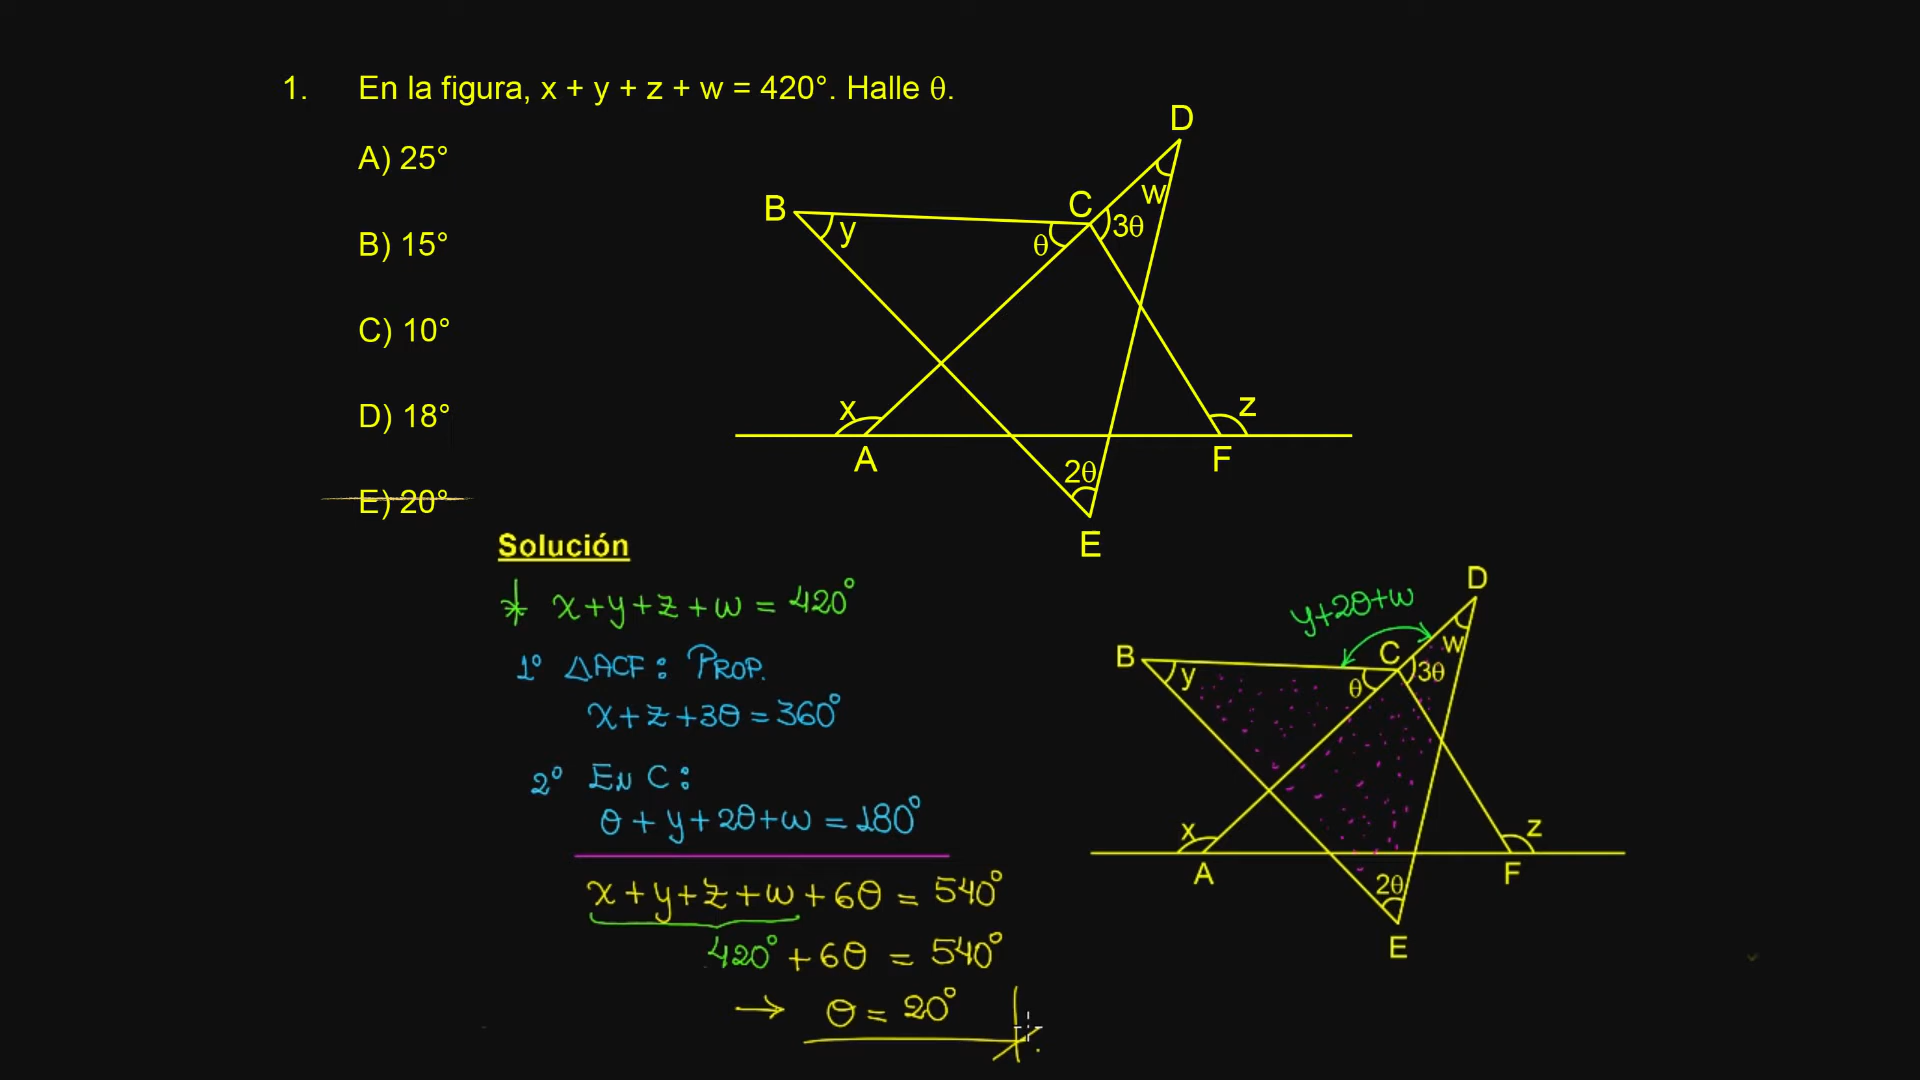 1. En la figura, x + y + z + w = 420°. Halle θ.
A) 25°
B) 15°
C) 10°
D) 18°
E) 20°
D
B
C
w
y
θ
3θ
x
z
A
F
2θ
E
Solución
* x+y+z+w = 420°
1° △ACF: PROP.
x+z+3θ=360°
2° EN C:
θ+y+2θ+w=180°
x+y+z+w+6θ = 540°
420° +6θ = 540°
→ θ = 20°
D
y+2θ+w
B
C
w
y
θ
3θ
x
z
A
F
2θ
E